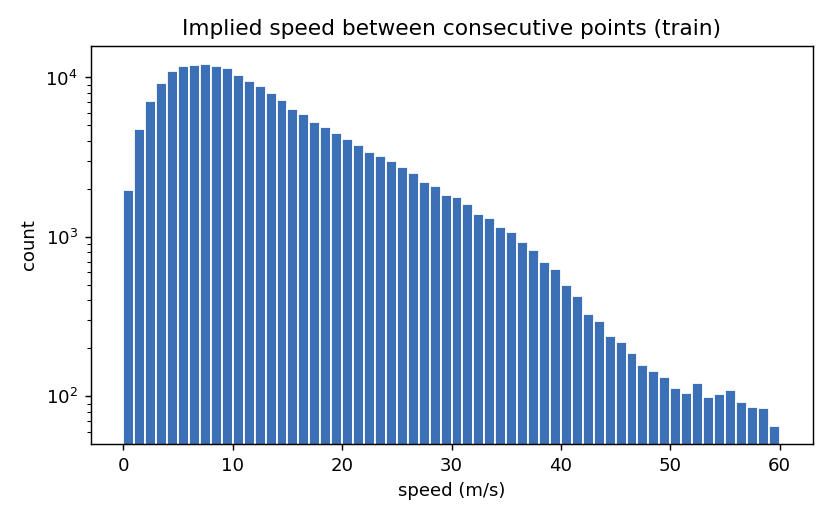 Implied speed between consecutive points (train)
count
10⁴
10³
10²
0 10 20 30 40 50 60
speed (m/s)